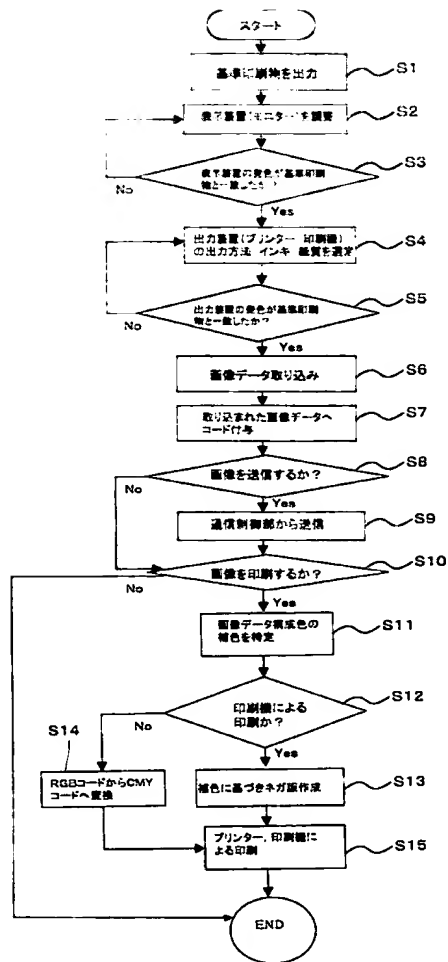 スタート
S1
基準印刷物を出力
S2
表示装置(モニター)を調整
S3
表示装置の発色が基準印刷
物と一致したか?
No
Yes
S4
出力装置(プリンター 印刷機)
の出力方法 インキ 紙質を選定
S5
出力装置の発色が基準印刷
物と一致したか?
No
Yes
S6
画像データ取り込み
S7
取り込まれた画像データへ
コード付与
S8
画像を送信するか?
No
Yes
S9
通信制御部から送信
S10
画像を印刷するか?
No
Yes
S11
画像データ構成色の
補色を特定
S12
印刷機による
印刷か?
No
Yes
S14
RGBコードからCMY
コードへ変換
S13
補色に基づきネガ版作成
S15
プリンター, 印刷機に
よる印刷
END